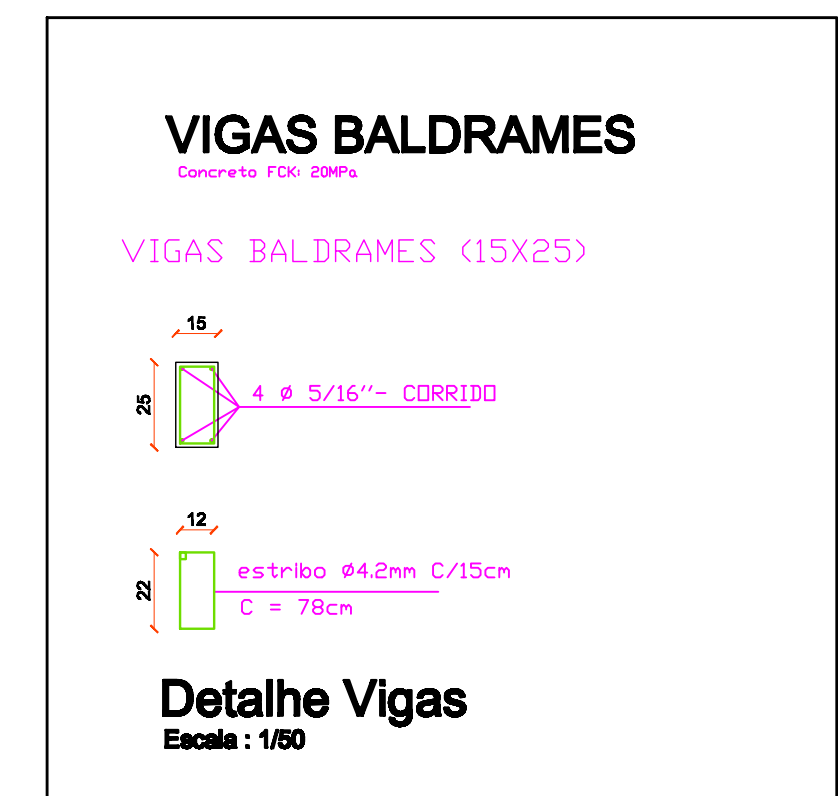 VIGAS BALDRAMES
Concreto FCK: 20MPa
VIGAS BALDRAMES (15X25)
15
25
4 Ø 5/16"- CORRIDO
12
22
estribo Ø4.2mm C/15cm
C = 78cm
Detalhe Vigas
Escala : 1/50